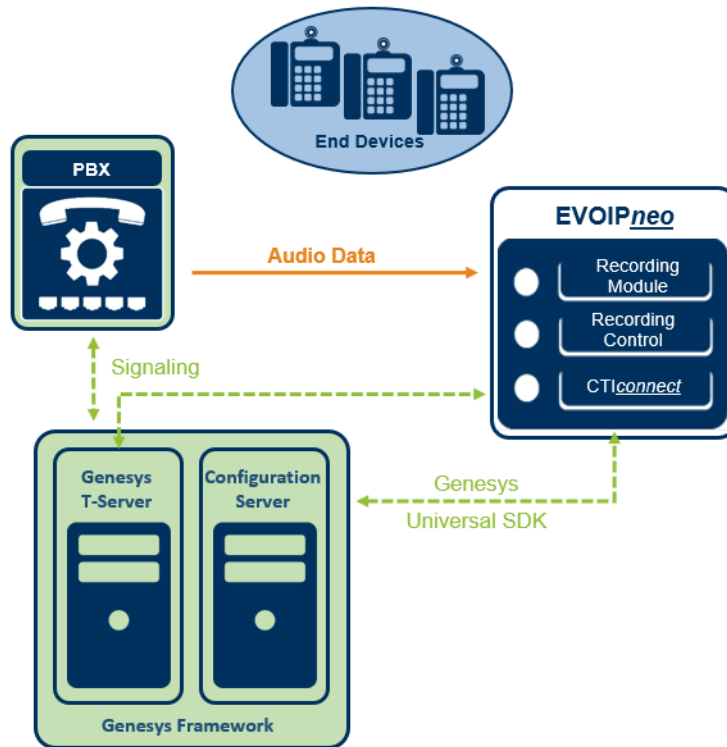 End Devices
PBX
EVOIPneo
Audio Data
Recording
Module
Recording
Control
CTIconnect
Signaling
Genesys
T-Server
Configuration
Server
Genesys
Universal SDK
Genesys Framework